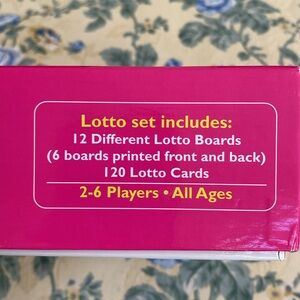 Lotto set includes:
12 Different Lotto Boards
(6 boards printed front and back)
120 Lotto Cards
2-6 Players • All Ages